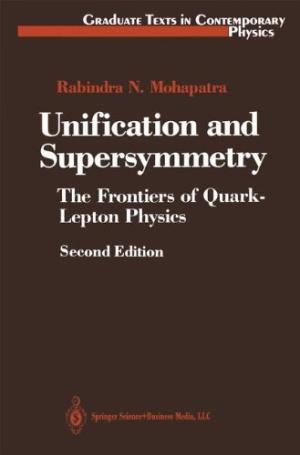 GRADUATE TEXTS IN CONTEMPORARY
PHYSICS
Rabindra N. Mohapatra
Unification and
Supersymmetry
The Frontiers of Quark-
Lepton Physics
Second Edition
Springer Science+Business Media, LLC